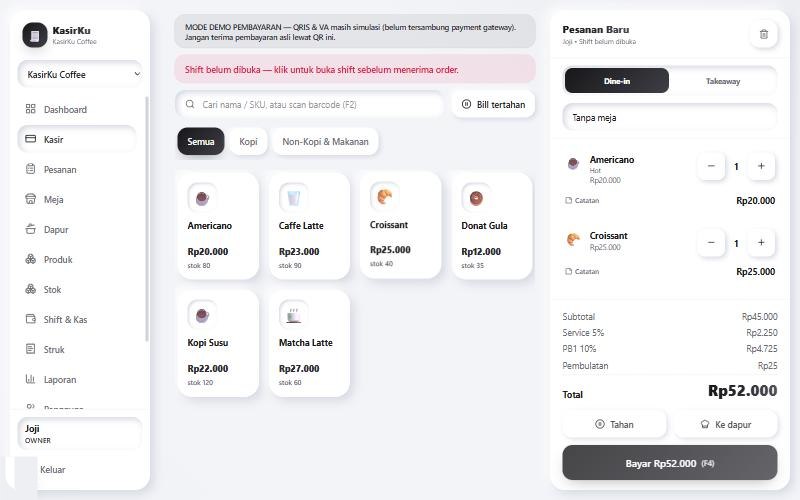 KasirKu
KasirKu Coffee
KasirKu Coffee
Dashboard
Kasir
Pesanan
Meja
Dapur
Produk
Stok
Shift & Kas
Struk
Laporan
Joji
OWNER
Keluar
MODE DEMO PEMBAYARAN — QRIS & VA masih simulasi (belum tersambung payment gateway).
Jangan terima pembayaran asli lewat QR ini.
Shift belum dibuka — klik untuk buka shift sebelum menerima order.
Cari nama / SKU, atau scan barcode (F2)
Bill tertahan
Semua
Kopi
Non-Kopi & Makanan
Americano
Rp20.000
stok 80
Caffe Latte
Rp23.000
stok 90
Croissant
Rp25.000
stok 40
Donat Gula
Rp12.000
stok 35
Kopi Susu
Rp22.000
stok 120
Matcha Latte
Rp27.000
stok 60
Pesanan Baru
Joji • Shift belum dibuka
Dine-in
Takeaway
Tanpa meja
Americano
Hot
Rp20.000
1
Catatan
Rp20.000
Croissant
Rp25.000
1
Catatan
Rp25.000
Subtotal Rp45.000
Service 5% Rp2.250
PB1 10% Rp4.725
Pembulatan Rp25
Total Rp52.000
Tahan
Ke dapur
Bayar Rp52.000 (F4)